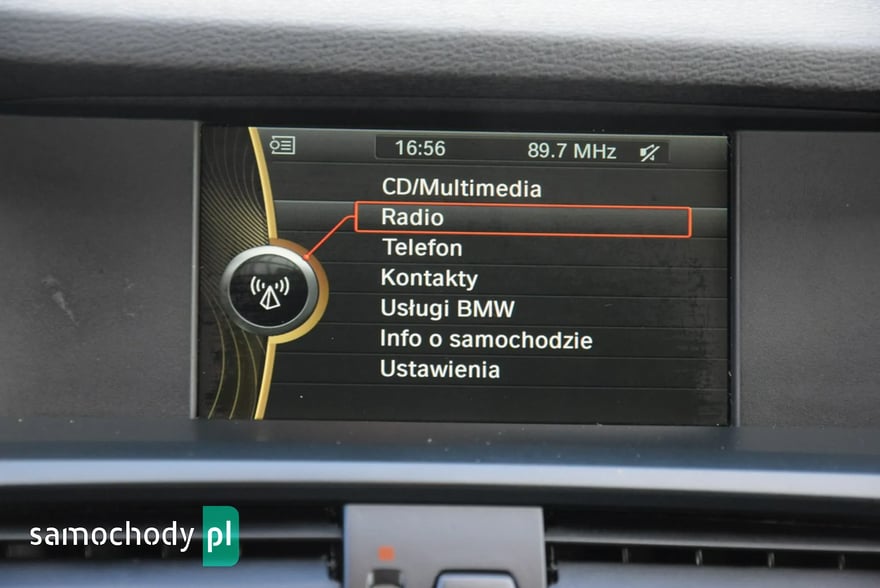 16:56 89.7 MHz
CD/Multimedia
Radio
Telefon
Kontakty
Usługi BMW
Info o samochodzie
Ustawienia
samochody pl